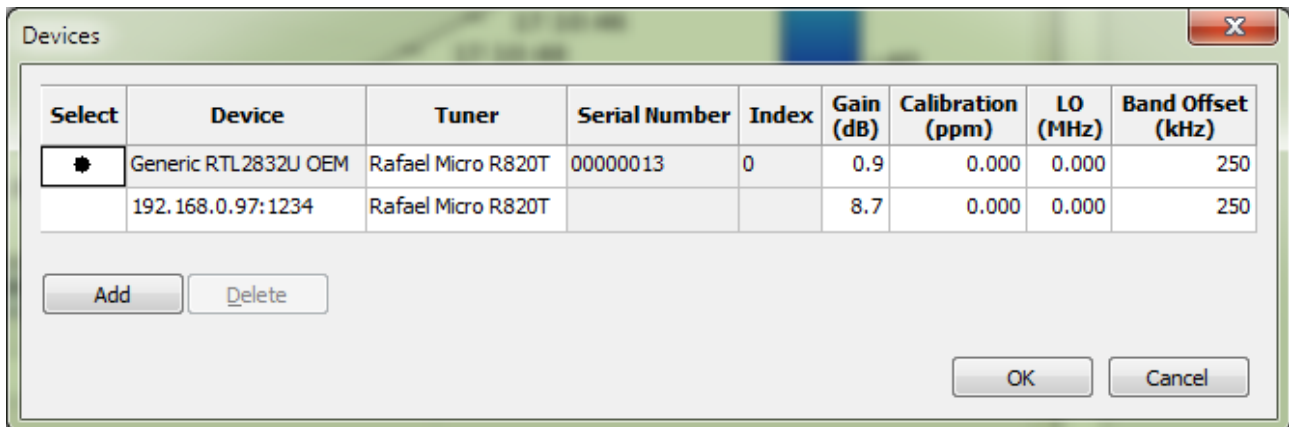 Devices
Select Device Tuner Serial Number Index Gain (dB) Calibration (ppm) LO (MHz) Band Offset (kHz)
Generic RTL2832U OEM Rafael Micro R820T 00000013 0 0.9 0.000 0.000 250
192.168.0.97:1234 Rafael Micro R820T 8.7 0.000 0.000 250
Add Delete
OK Cancel